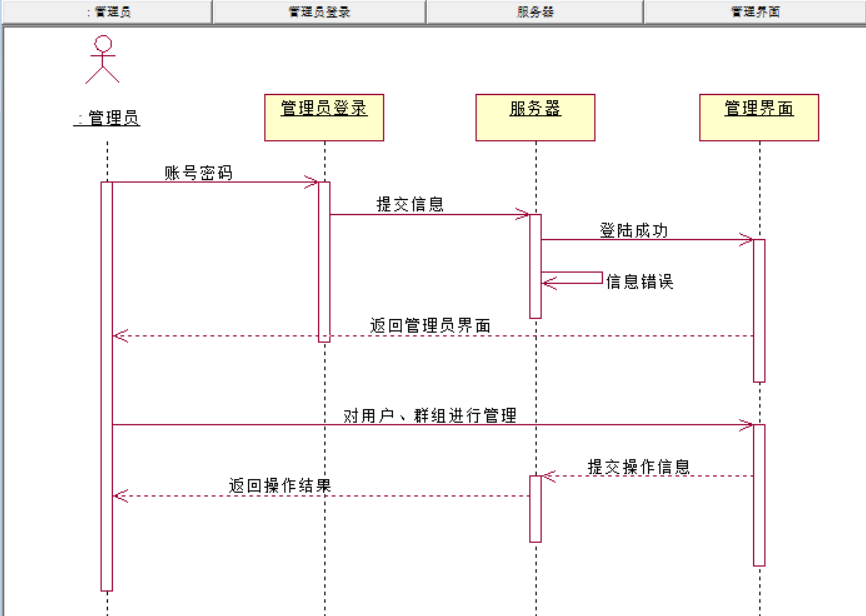 : 管理员
管理员登录
服务器
管理界面
: 管理员
管理员登录
服务器
管理界面
账号密码
提交信息
登陆成功
信息错误
返回管理员界面
对用户、群组进行管理
提交操作信息
返回操作结果